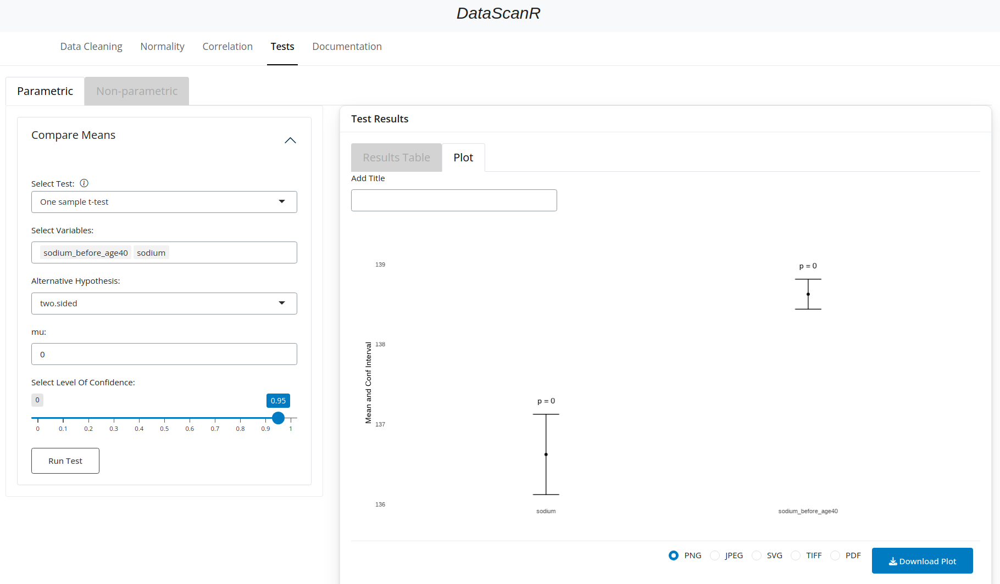 DataScanR
Data Cleaning Normality Correlation Tests Documentation
Parametric Non-parametric
Compare Means
Select Test:
One sample t-test
Select Variables:
sodium_before_age40 sodium
Alternative Hypothesis:
two.sided
mu:
0
Select Level Of Confidence:
0 0.95
0 0.1 0.2 0.3 0.4 0.5 0.6 0.7 0.8 0.9 1
Run Test
Test Results
Results Table Plot
Add Title
Mean and Conf Interval
139
138
137
136
p = 0
p = 0
sodium sodium_before_age40
PNG JPEG SVG TIFF PDF Download Plot